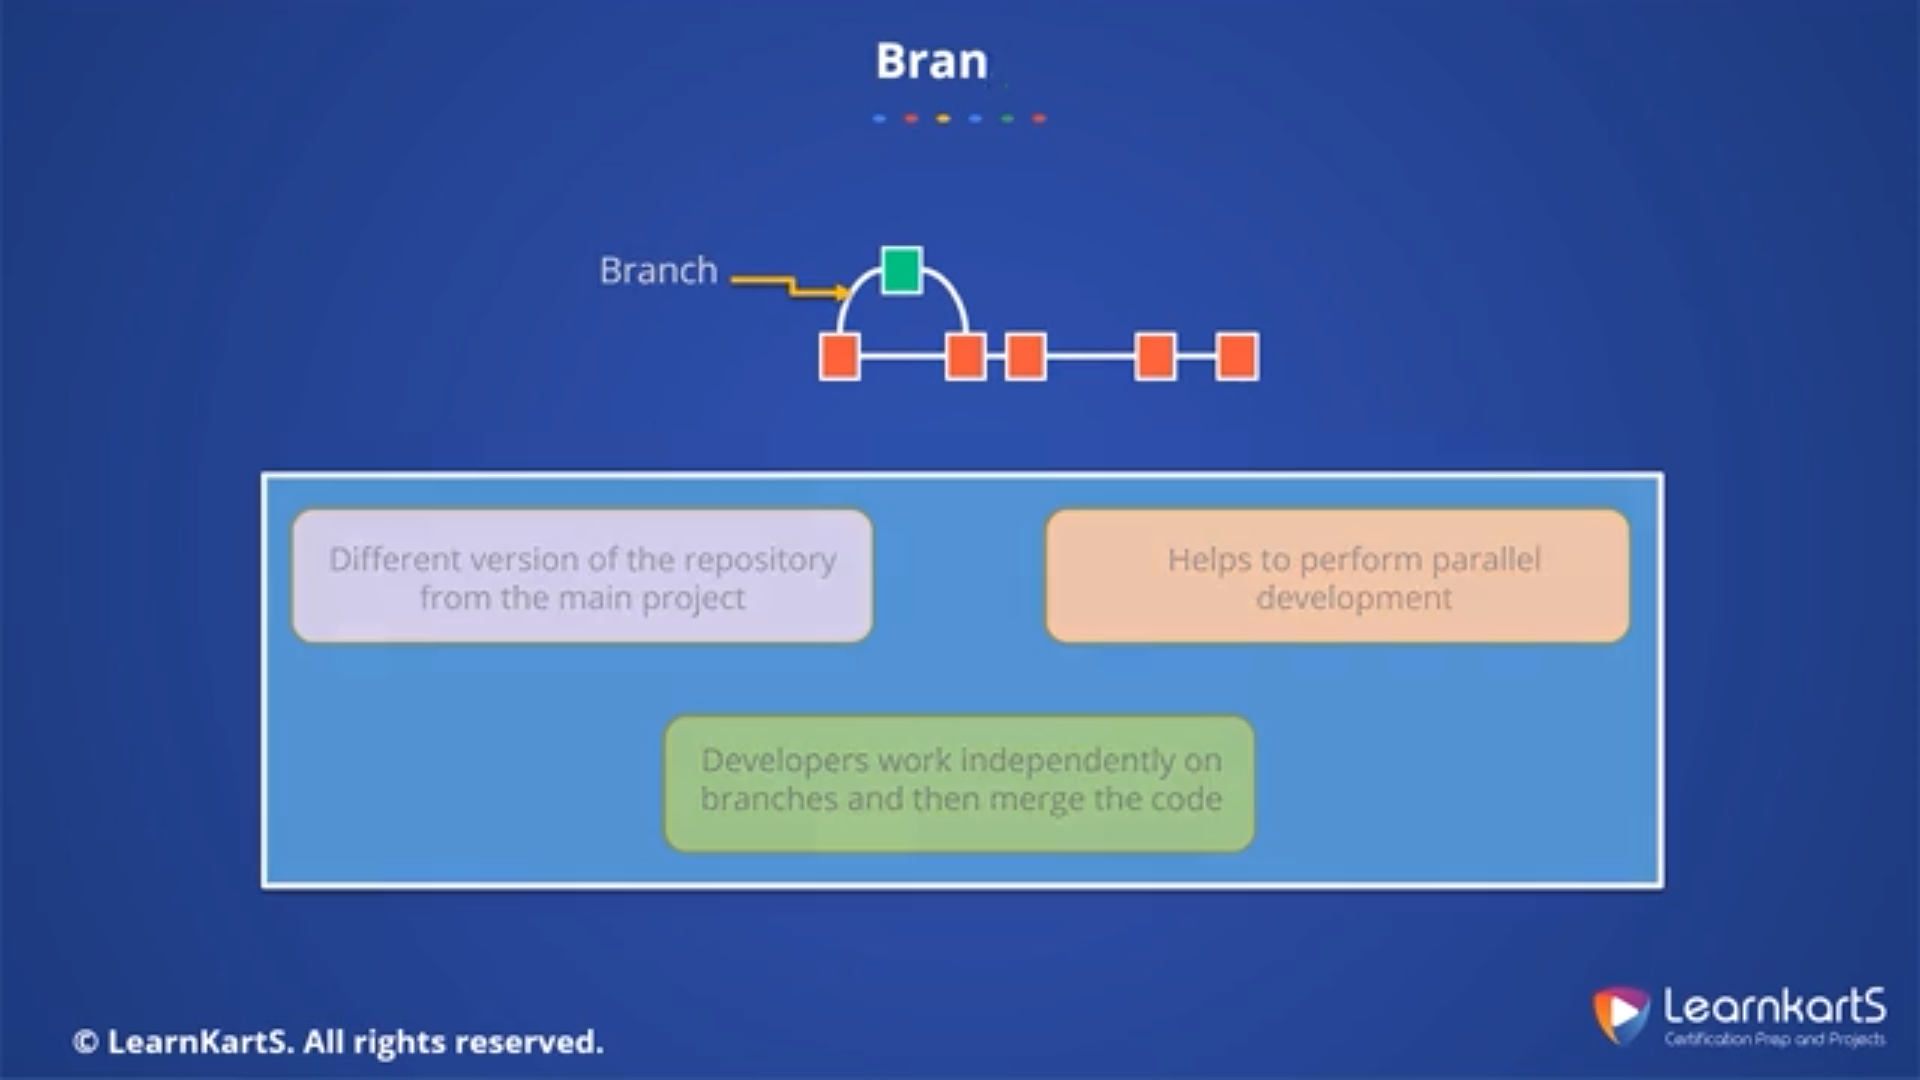 Bran
Branch
Different version of the repository
from the main project
Helps to perform parallel
development
Developers work independently on
branches and then merge the code
© LearnKartS. All rights reserved.
LearnkartS
Certification Prep and Projects